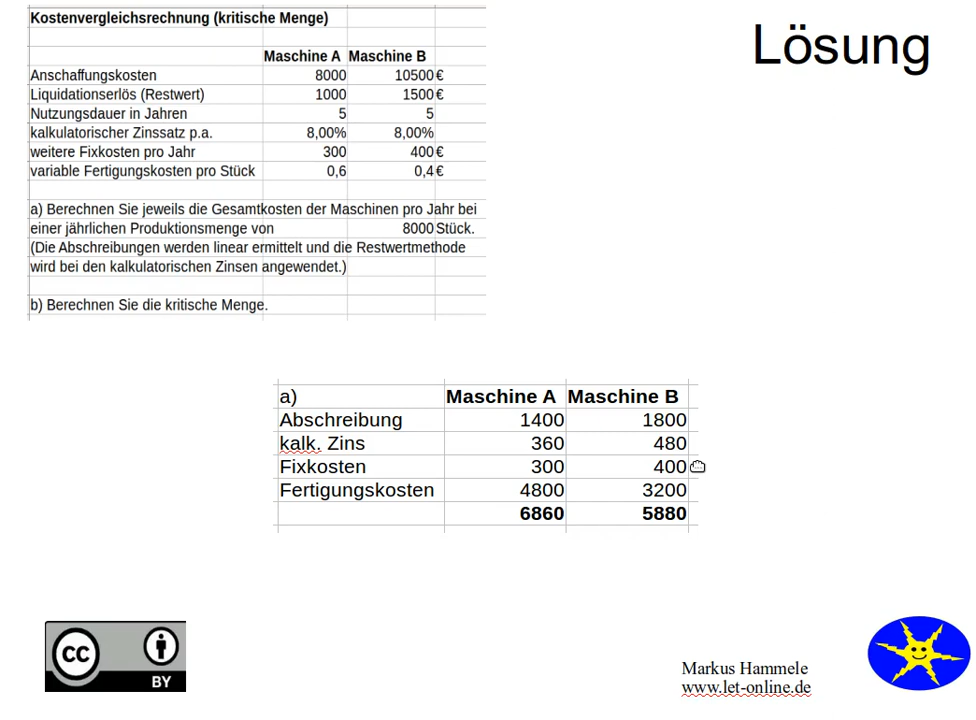 Lösung
Kostenvergleichsrechnung (kritische Menge)
Maschine A Maschine B
Anschaffungskosten 8000 10500 €
Liquidationserlös (Restwert) 1000 1500 €
Nutzungsdauer in Jahren 5 5
kalkulatorischer Zinssatz p.a. 8,00% 8,00%
weitere Fixkosten pro Jahr 300 400 €
variable Fertigungskosten pro Stück 0,6 0,4 €
a) Berechnen Sie jeweils die Gesamtkosten der Maschinen pro Jahr bei
einer jährlichen Produktionsmenge von 8000 Stück.
(Die Abschreibungen werden linear ermittelt und die Restwertmethode
wird bei den kalkulatorischen Zinsen angewendet.)
b) Berechnen Sie die kritische Menge.
a) Maschine A Maschine B
Abschreibung 1400 1800
kalk. Zins 360 480
Fixkosten 300 400
Fertigungskosten 4800 3200
6860 5880
CC
BY
Markus Hammele
www.let-online.de